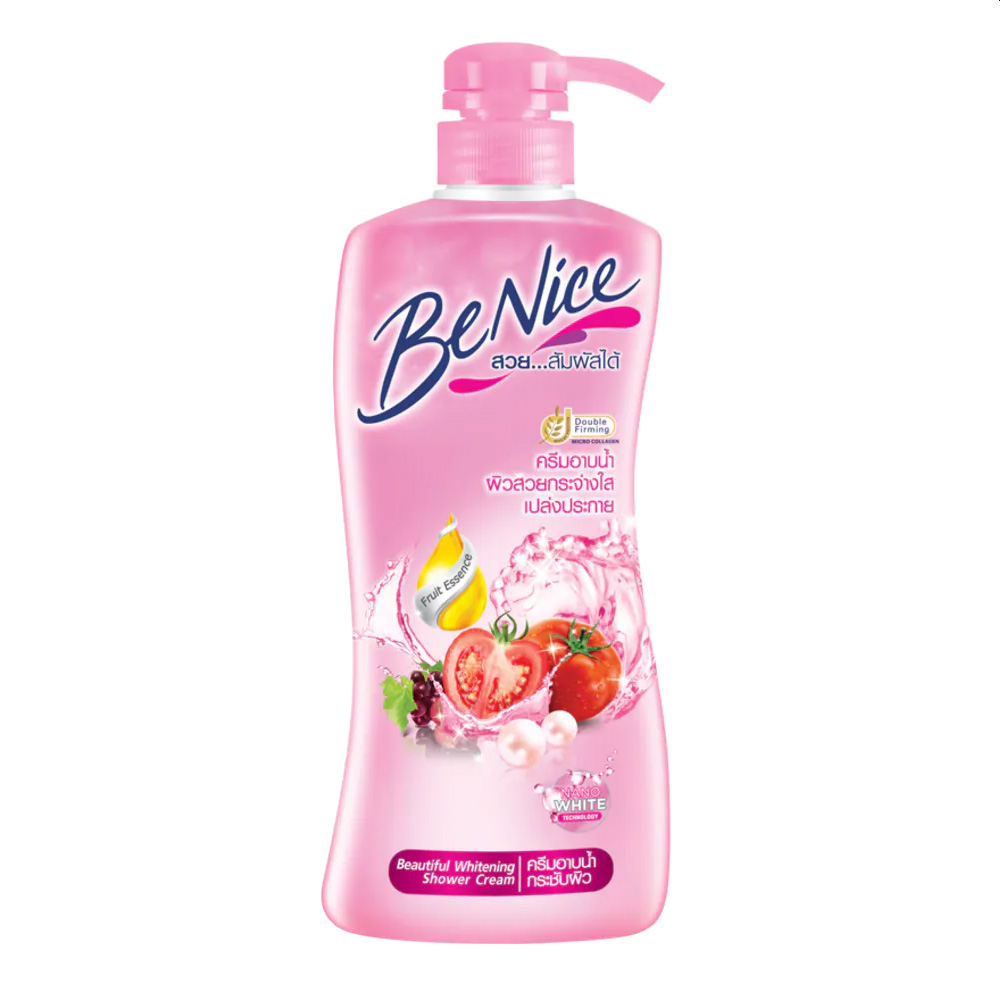 BeNice
สวย...สัมผัสได้
Double
Firming
MICRO COLLAGEN
ครีมอาบน้ำ
ผิวสวยกระจ่างใส
เปล่งประกาย
Fruit Essence
NANO
WHITE
TECHNOLOGY
Beautiful Whitening
Shower Cream
ครีมอาบน้ำ
กระชับผิว